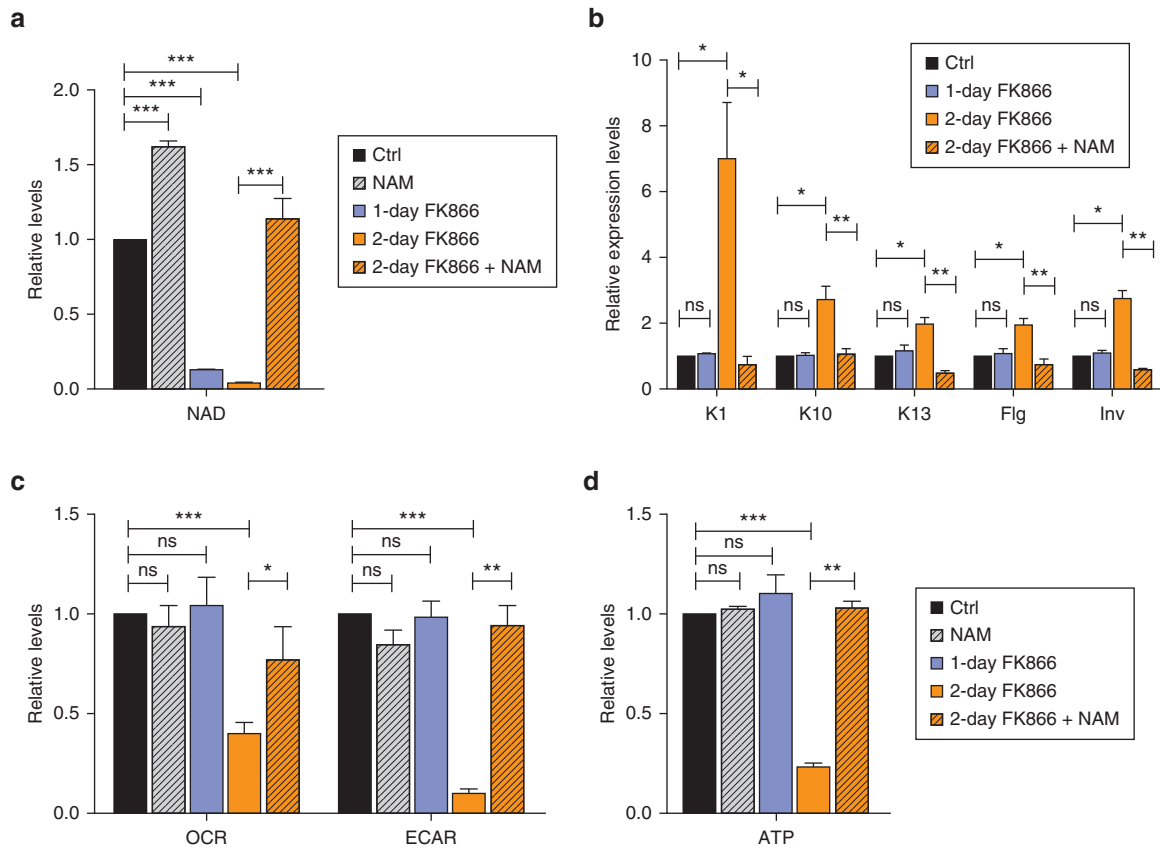 a
Relative levels
2.0
1.5
1.0
0.5
0.0
***
***
***
***
NAD
Ctrl
NAM
1-day FK866
2-day FK866
2-day FK866 + NAM
b
Relative expression levels
10
8
6
4
2
0
*
*
ns
*
**
ns
*
**
ns
*
**
ns
*
**
ns
K1 K10 K13 Flg Inv
Ctrl
1-day FK866
2-day FK866
2-day FK866 + NAM
c
Relative levels
1.5
1.0
0.5
0.0
***
ns
ns
*
***
ns
ns
**
OCR ECAR
d
Relative levels
1.5
1.0
0.5
0.0
***
ns
ns
**
ATP
Ctrl
NAM
1-day FK866
2-day FK866
2-day FK866 + NAM